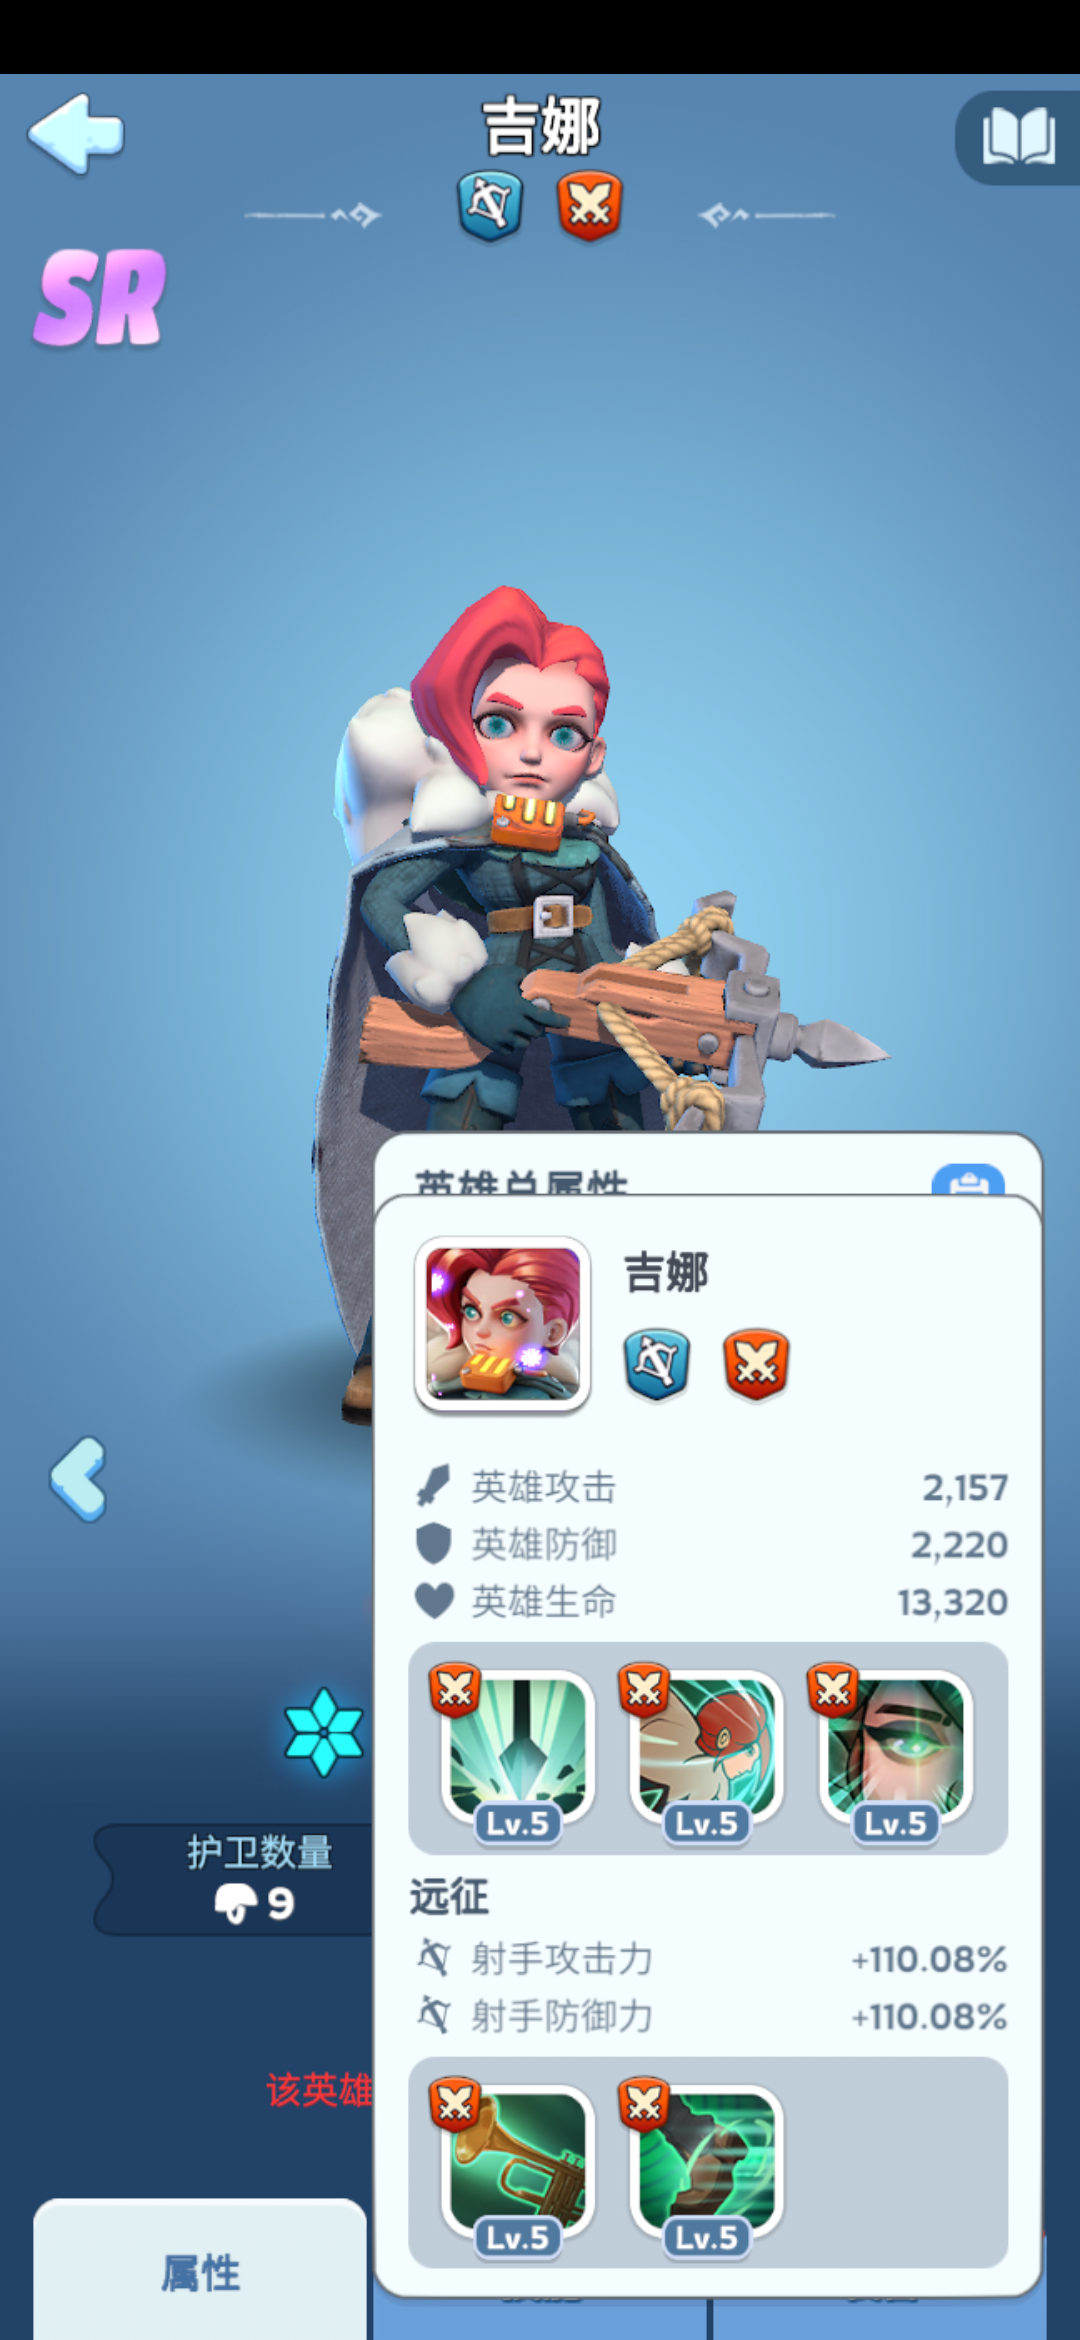 吉娜
SR
英雄总属性
吉娜
英雄攻击 2,157
英雄防御 2,220
英雄生命 13,320
Lv.5 Lv.5 Lv.5
护卫数量
9
远征
射手攻击力 +110.08%
射手防御力 +110.08%
该英雄
Lv.5 Lv.5
属性